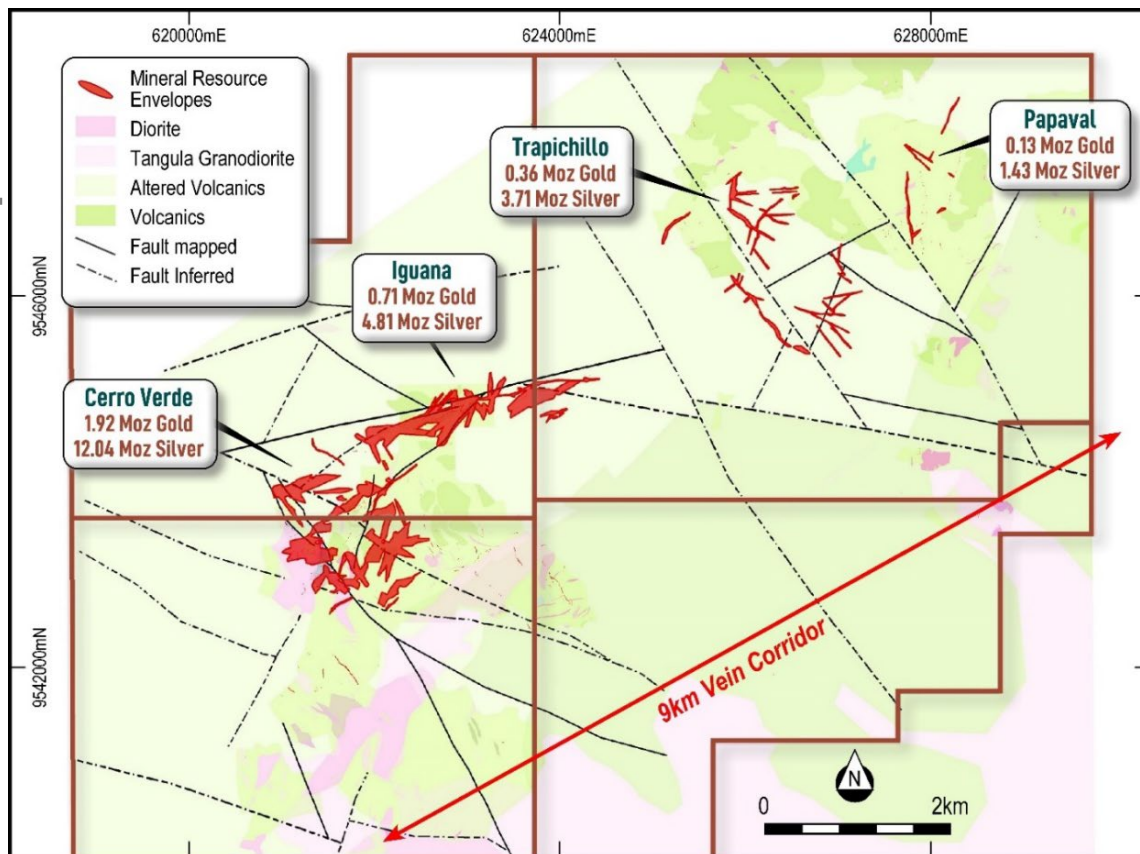 620000mE
624000mE
628000mE
Mineral Resource
Envelopes
Diorite
Tangula Granodiorite
Altered Volcanics
Volcanics
Fault mapped
Fault Inferred
Trapichillo
0.36 Moz Gold
3.71 Moz Silver
Papaval
0.13 Moz Gold
1.43 Moz Silver
Iguana
0.71 Moz Gold
4.81 Moz Silver
Cerro Verde
1.92 Moz Gold
12.04 Moz Silver
9546000mN
9542000mN
9km Vein Corridor
N
0
2km